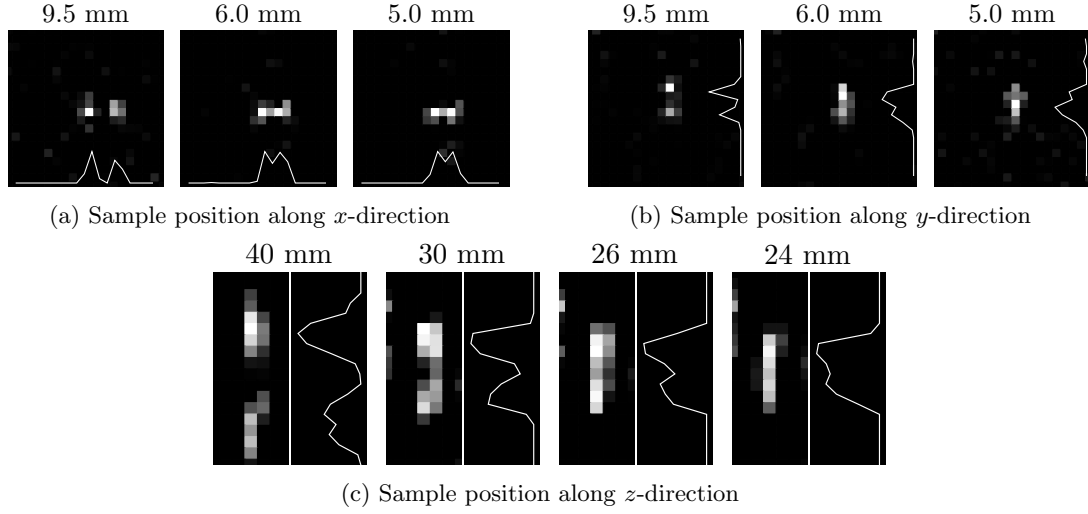 9.5 mm 6.0 mm 5.0 mm 9.5 mm 6.0 mm 5.0 mm
(a) Sample position along x-direction (b) Sample position along y-direction
40 mm 30 mm 26 mm 24 mm
(c) Sample position along z-direction